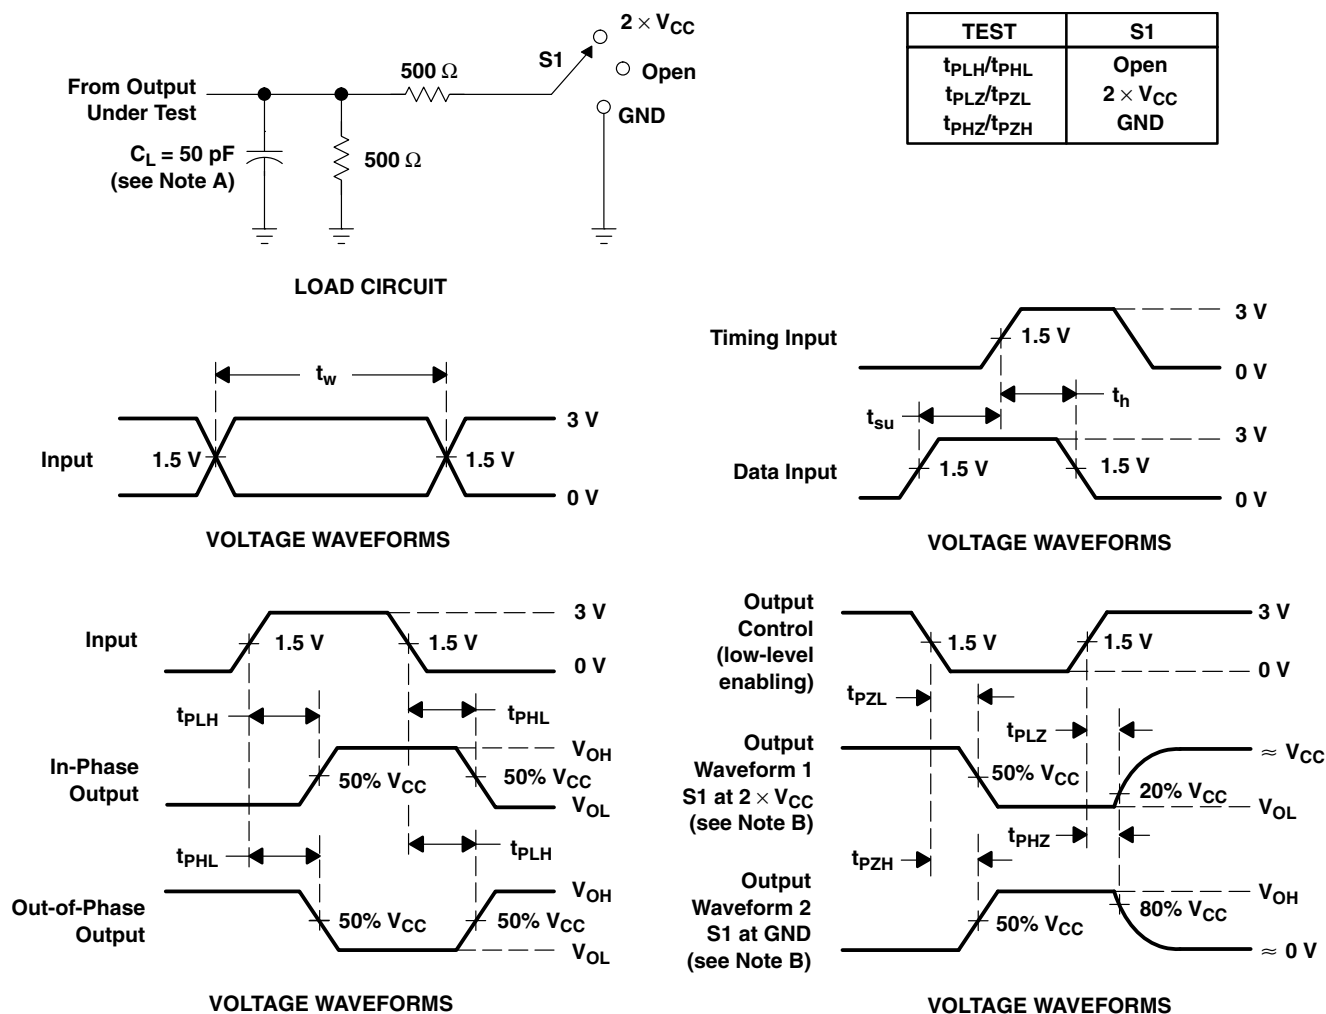 2 × VCC
S1
Open
GND
500 Ω
From Output
Under Test
CL = 50 pF
(see Note A)
500 Ω
LOAD CIRCUIT
TEST S1
tPLH/tPHL Open
tPLZ/tPZL 2 × VCC
tPHZ/tPZH GND
tw
Input
1.5 V
1.5 V
3 V
0 V
VOLTAGE WAVEFORMS
Timing Input
1.5 V
3 V
0 V
th
tsu
Data Input
1.5 V
1.5 V
3 V
0 V
VOLTAGE WAVEFORMS
Input
1.5 V
1.5 V
3 V
0 V
tPLH
tPHL
In-Phase
Output
50% VCC
50% VCC
VOH
VOL
tPHL
tPLH
Out-of-Phase
Output
50% VCC
50% VCC
VOH
VOL
VOLTAGE WAVEFORMS
Output
Control
(low-level
enabling)
1.5 V
1.5 V
3 V
0 V
tPZL
tPLZ
Output
Waveform 1
S1 at 2 × VCC
(see Note B)
50% VCC
20% VCC
≈ VCC
VOL
tPHZ
tPZH
Output
Waveform 2
S1 at GND
(see Note B)
50% VCC
80% VCC
VOH
≈ 0 V
VOLTAGE WAVEFORMS